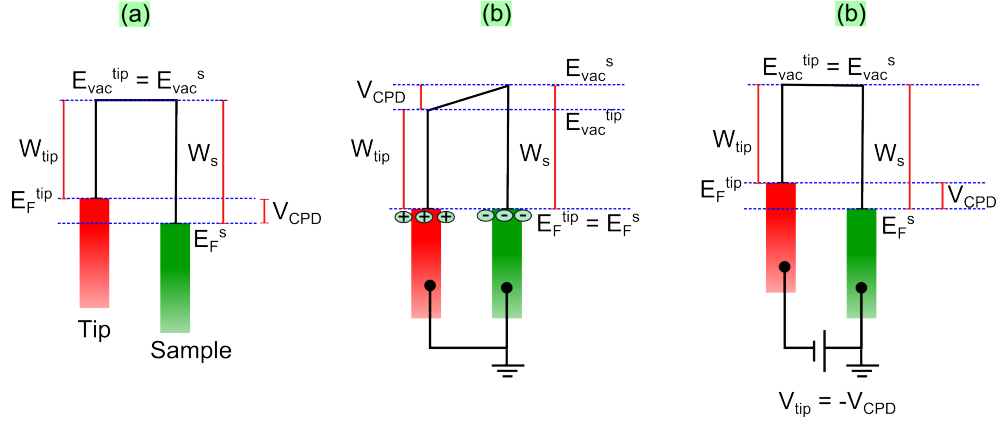 (a)
E_vac^tip = E_vac^s
W_tip
W_s
E_F^tip
V_CPD
E_F^s
Tip
Sample
(b)
E_vac^s
V_CPD
E_vac^tip
W_tip
W_s
+ + +
- - -
E_F^tip = E_F^s
(b)
E_vac^tip = E_vac^s
W_tip
W_s
E_F^tip
V_CPD
E_F^s
V_tip = -V_CPD